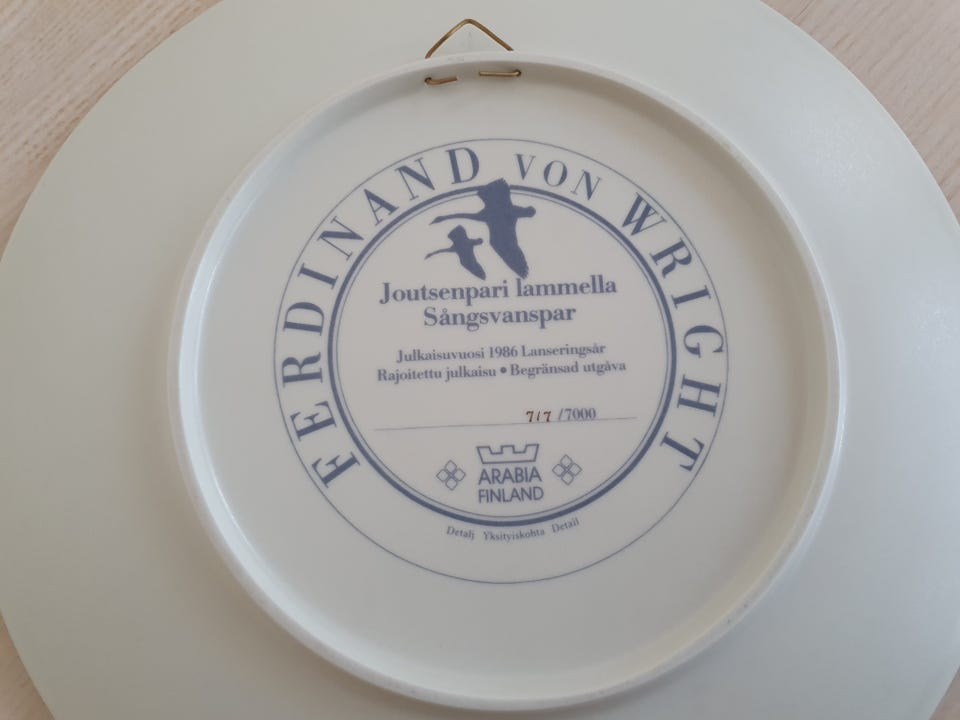 FERDINAND VON WRIGHT
Joutsenpari lammella
Sångsvanspar
Julkaisuvuosi 1986 Lanseringsår
Rajoitettu julkaisu • Begränsad utgåva
717 /7000
ARABIA
FINLAND
Detalj Yksityiskohta Detail